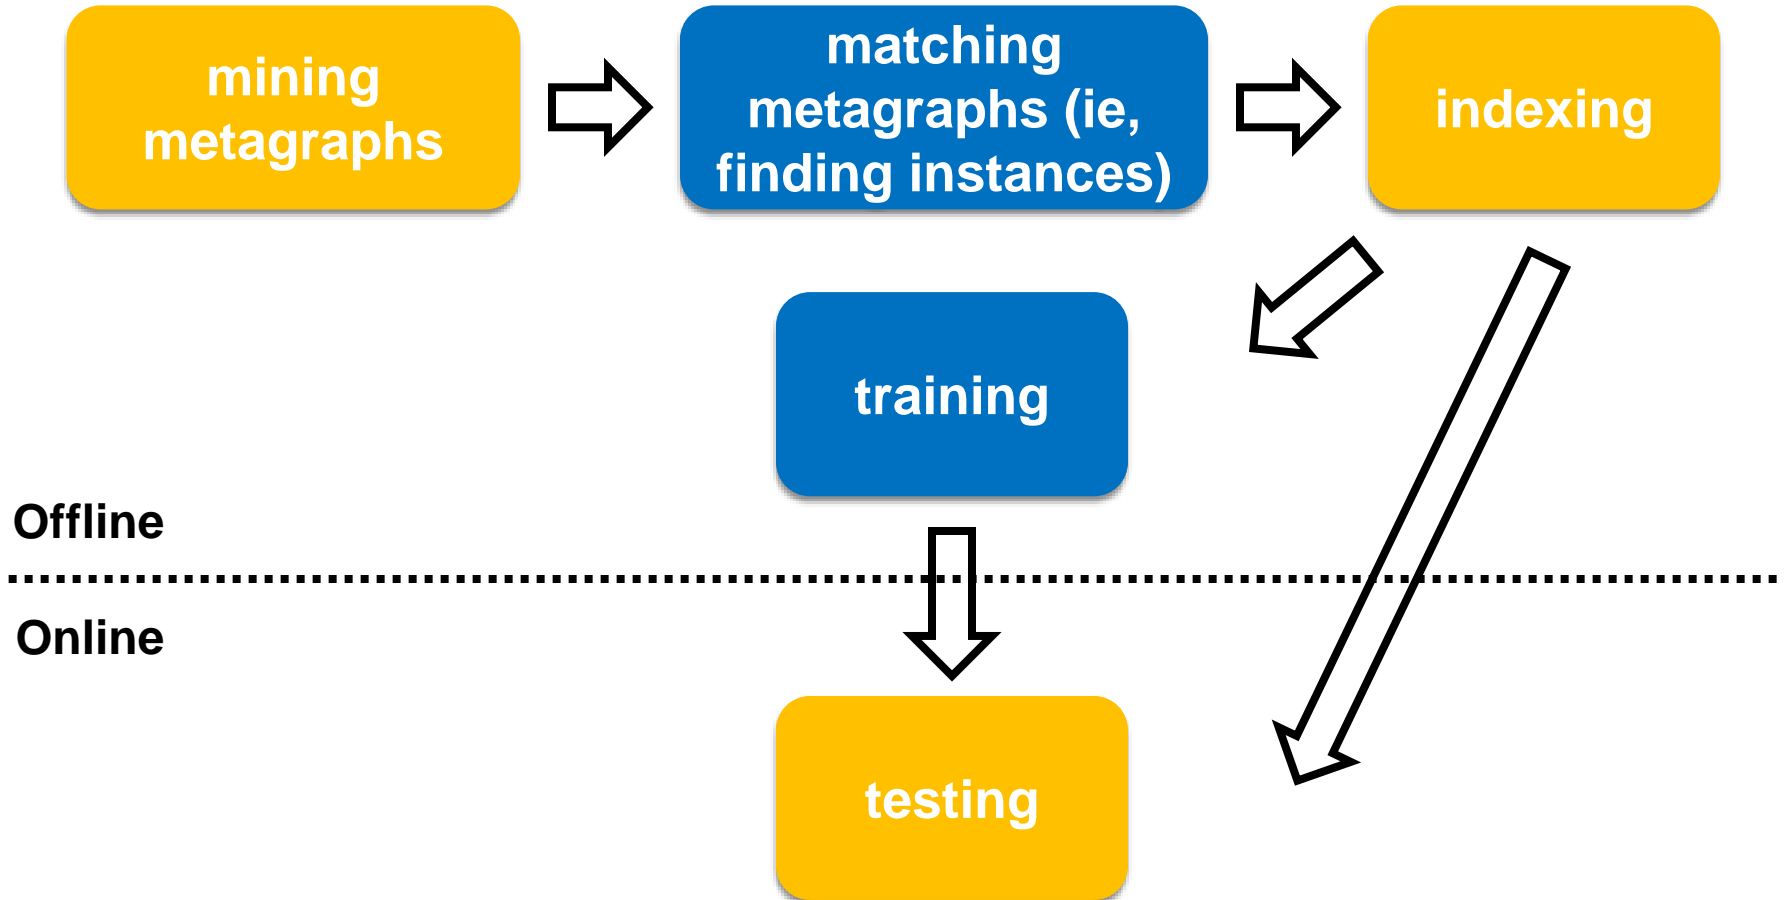 mining
metagraphs
matching
metagraphs (ie,
finding instances)
indexing
training
Offline
Online
testing